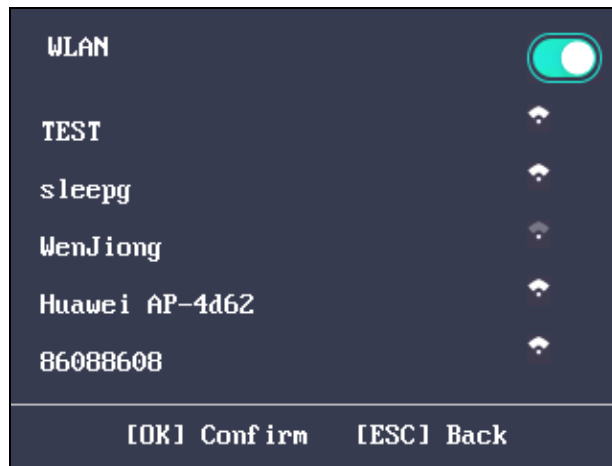 WLAN
TEST
sleepg
WenJiong
Huawei AP-4d62
86088608
[OK] Confirm [ESC] Back